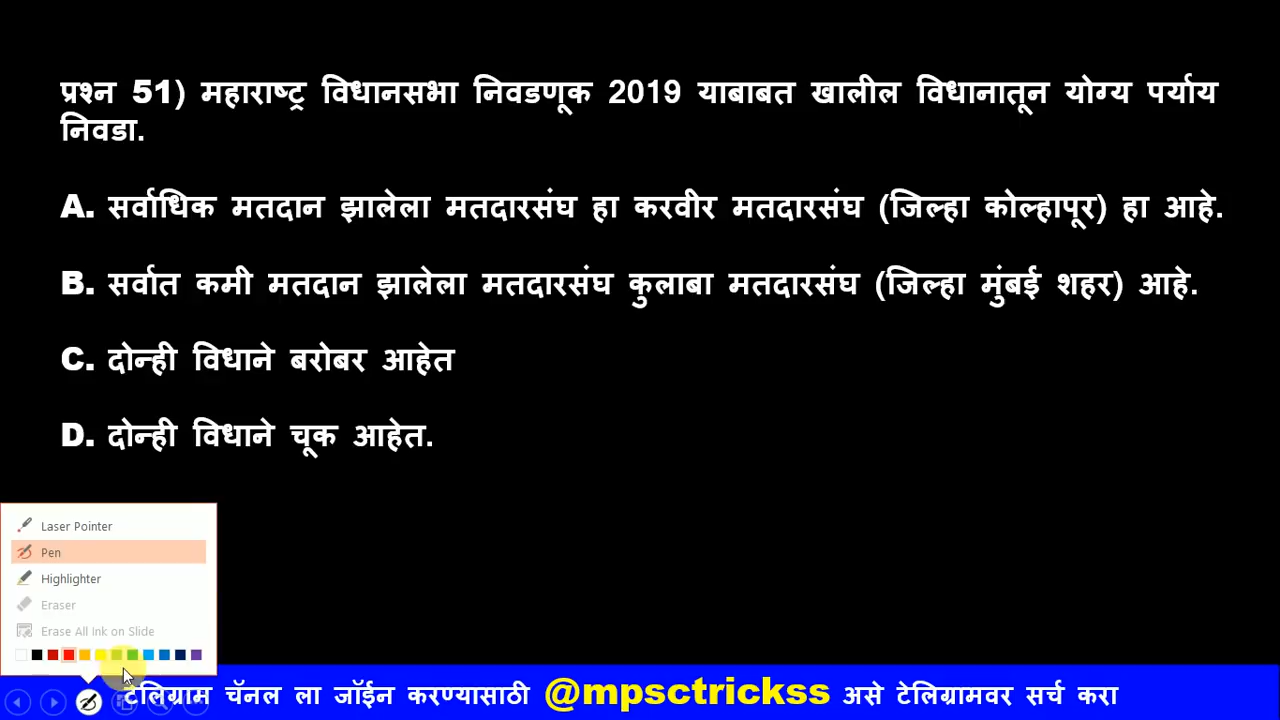 प्रश्न 51) महाराष्ट्र विधानसभा निवडणूक 2019 याबाबत खालील विधानातून योग्य पर्याय
निवडा.
A. सर्वाधिक मतदान झालेला मतदारसंघ हा करवीर मतदारसंघ (जिल्हा कोल्हापूर) हा आहे.
B. सर्वात कमी मतदान झालेला मतदारसंघ कुलाबा मतदारसंघ (जिल्हा मुंबई शहर) आहे.
C. दोन्ही विधाने बरोबर आहेत
D. दोन्ही विधाने चूक आहेत.
Laser Pointer
Pen
Highlighter
Eraser
Erase All Ink on Slide
टेलिग्राम चॅनल ला जॉईन करण्यासाठी @mpsctrickss असे टेलिग्रामवर सर्च करा